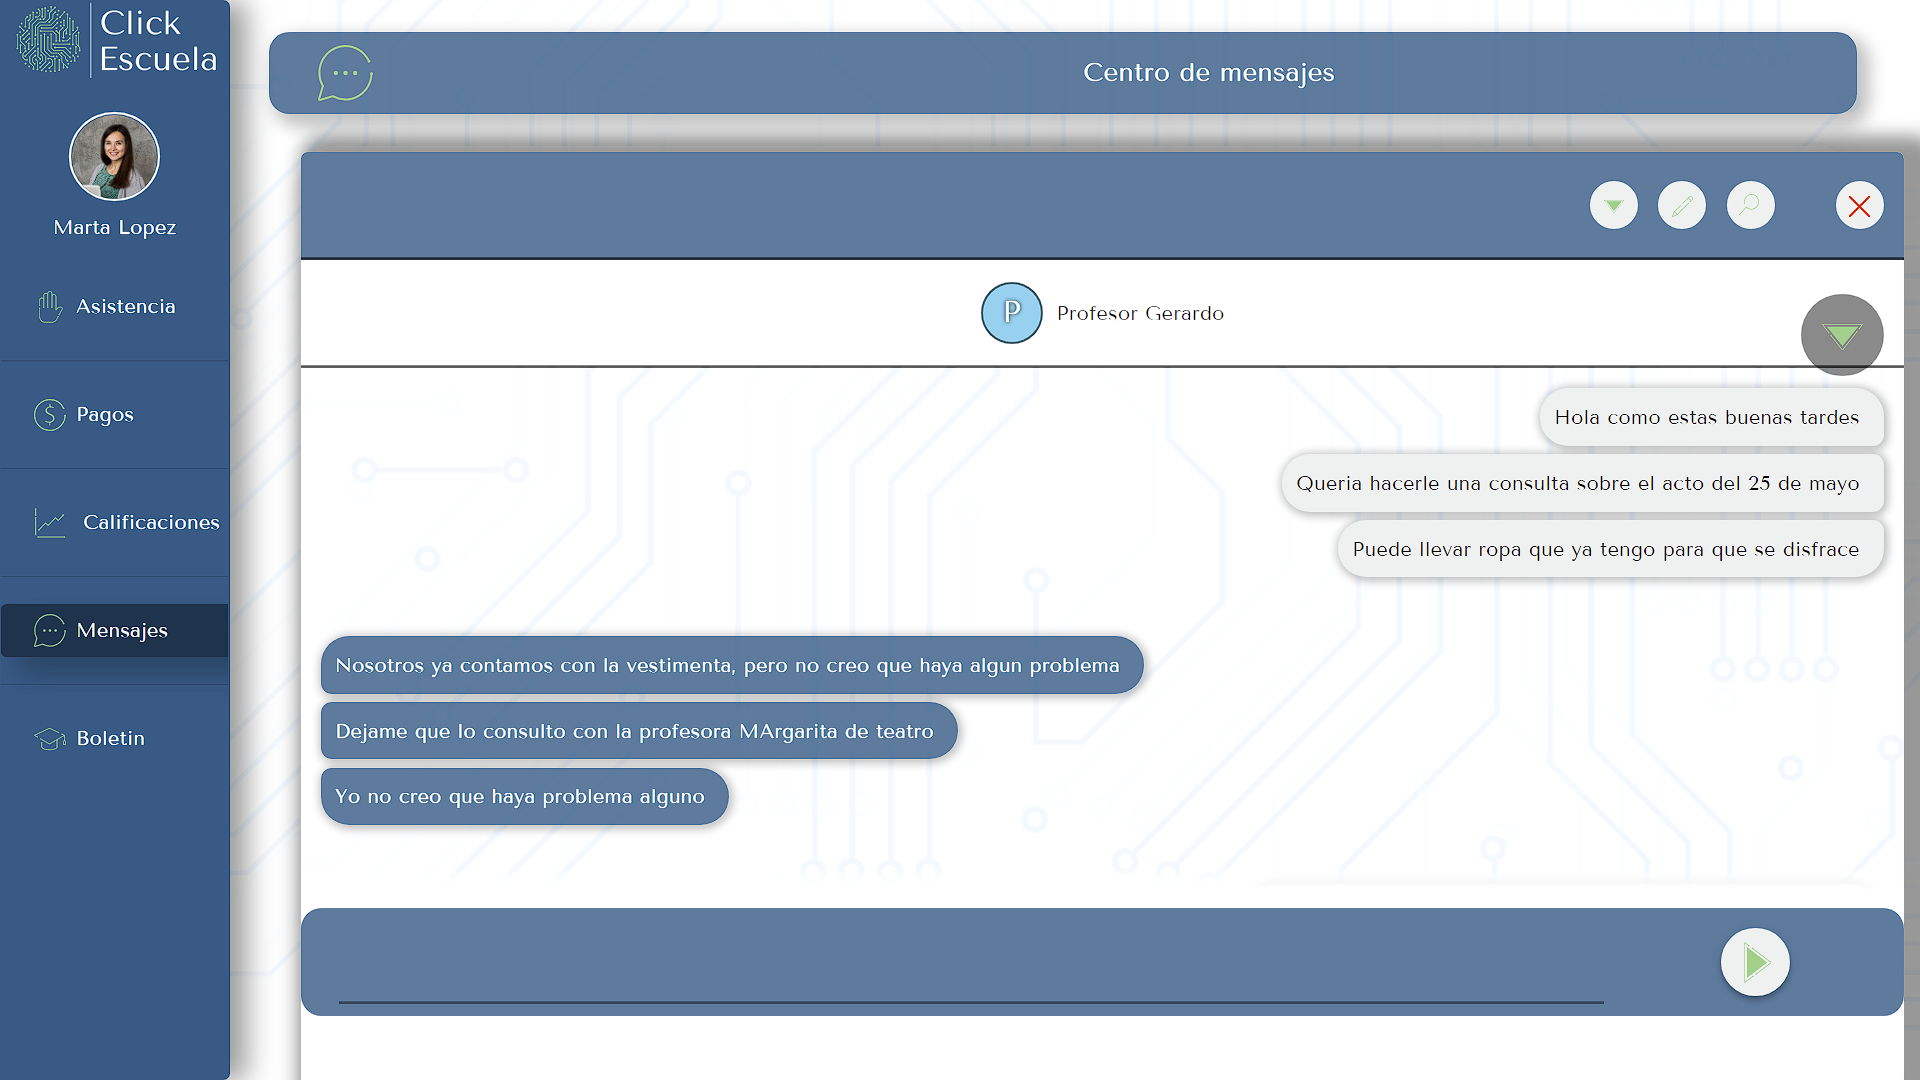 Click
Escuela
Marta Lopez
Asistencia
Pagos
Calificaciones
Mensajes
Boletin
Centro de mensajes
P
Profesor Gerardo
Hola como estas buenas tardes
Queria hacerle una consulta sobre el acto del 25 de mayo
Puede llevar ropa que ya tengo para que se disfrace
Nosotros ya contamos con la vestimenta, pero no creo que haya algun problema
Dejame que lo consulto con la profesora MArgarita de teatro
Yo no creo que haya problema alguno